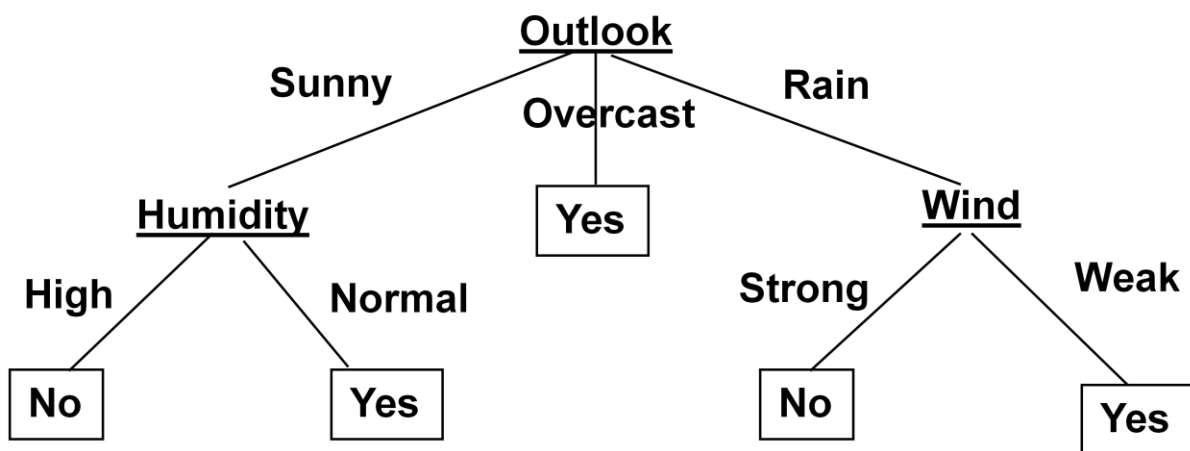 Outlook
Sunny
Overcast
Rain
Humidity
Yes
Wind
High
Normal
Strong
Weak
No
Yes
No
Yes